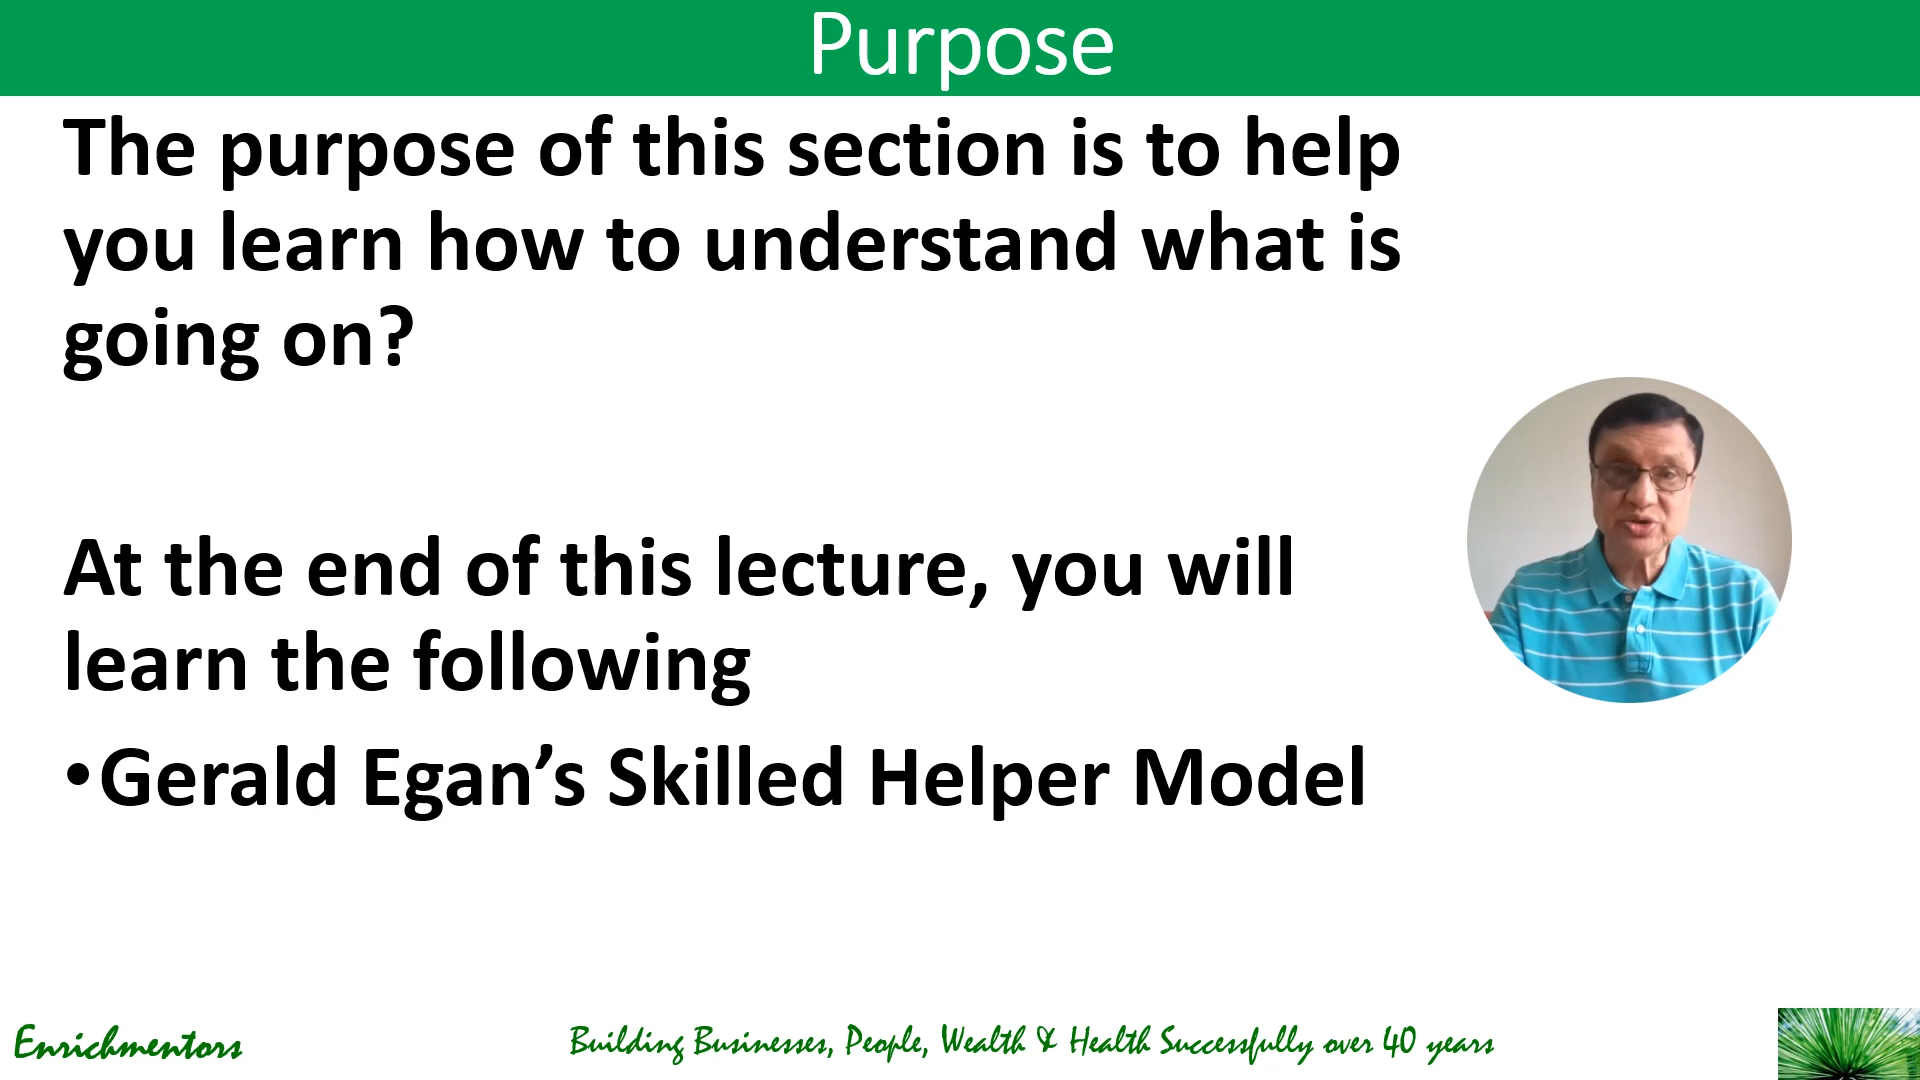 Purpose
The purpose of this section is to help
you learn how to understand what is
going on?
At the end of this lecture, you will
learn the following
•Gerald Egan’s Skilled Helper Model
Enrichmentors
Building Businesses, People, Wealth & Health Successfully over 40 years